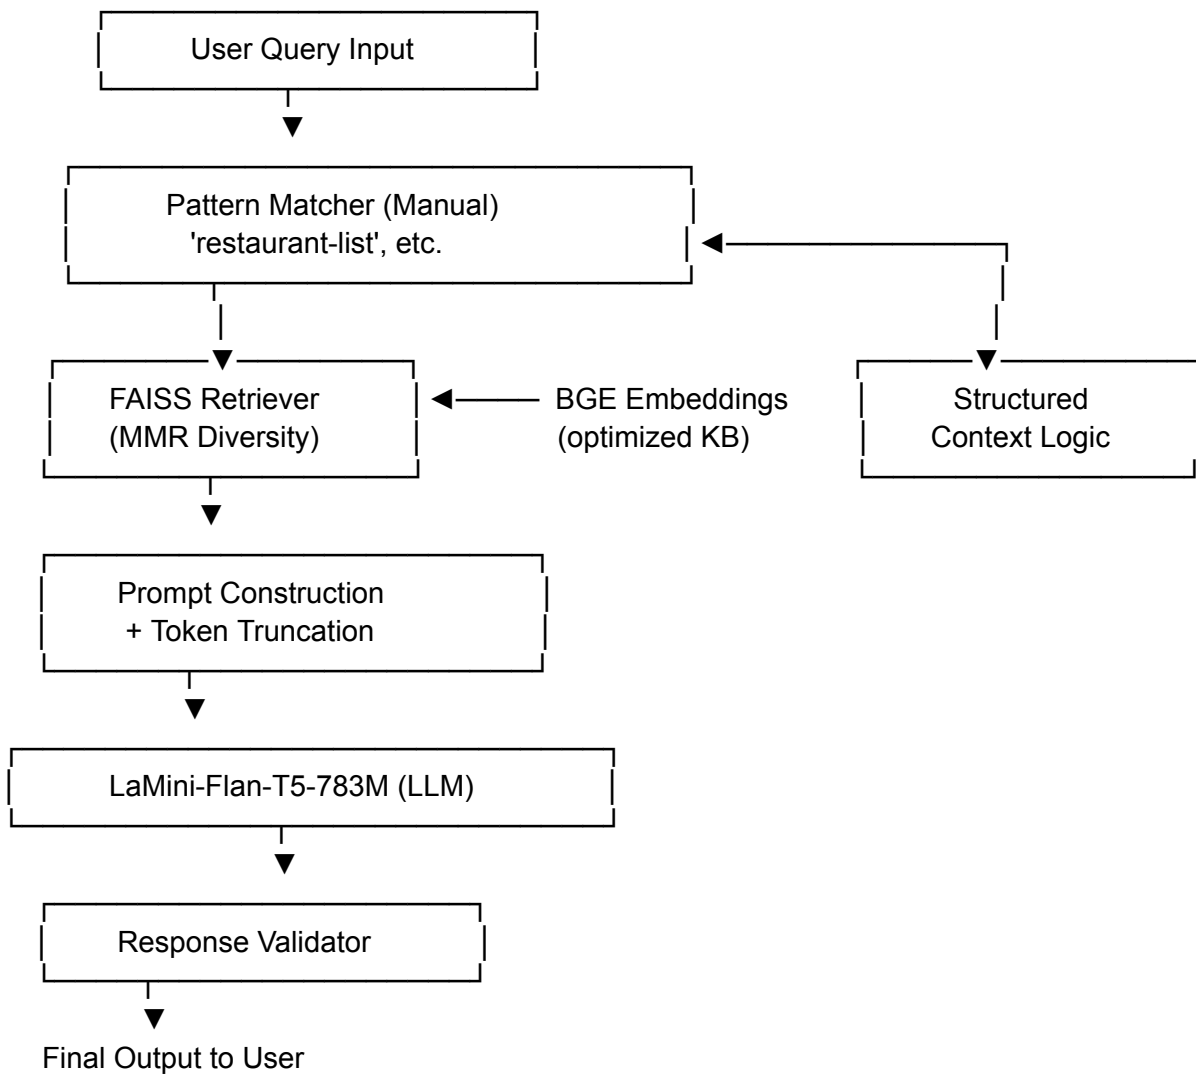 User Query Input
Pattern Matcher (Manual)
'restaurant-list', etc.
FAISS Retriever
(MMR Diversity)
BGE Embeddings
(optimized KB)
Structured
Context Logic
Prompt Construction
+ Token Truncation
LaMini-Flan-T5-783M (LLM)
Response Validator
Final Output to User